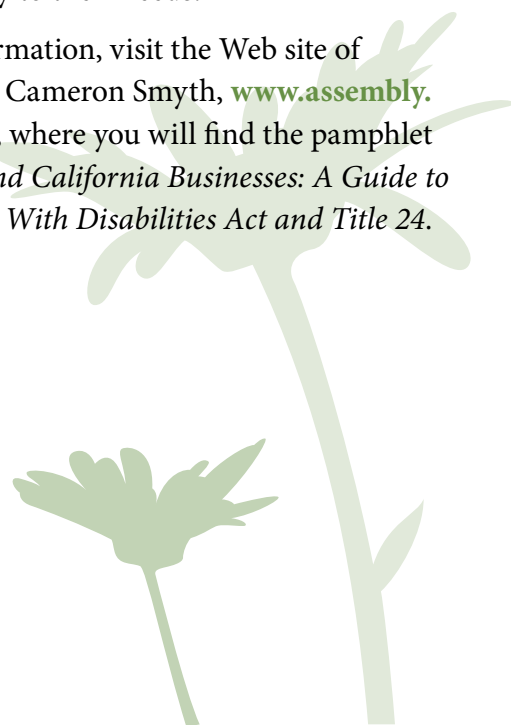 rmation, visit the Web site of
Cameron Smyth, www.assembly.
, where you will find the pamphlet
nd California Businesses: A Guide to
With Disabilities Act and Title 24.